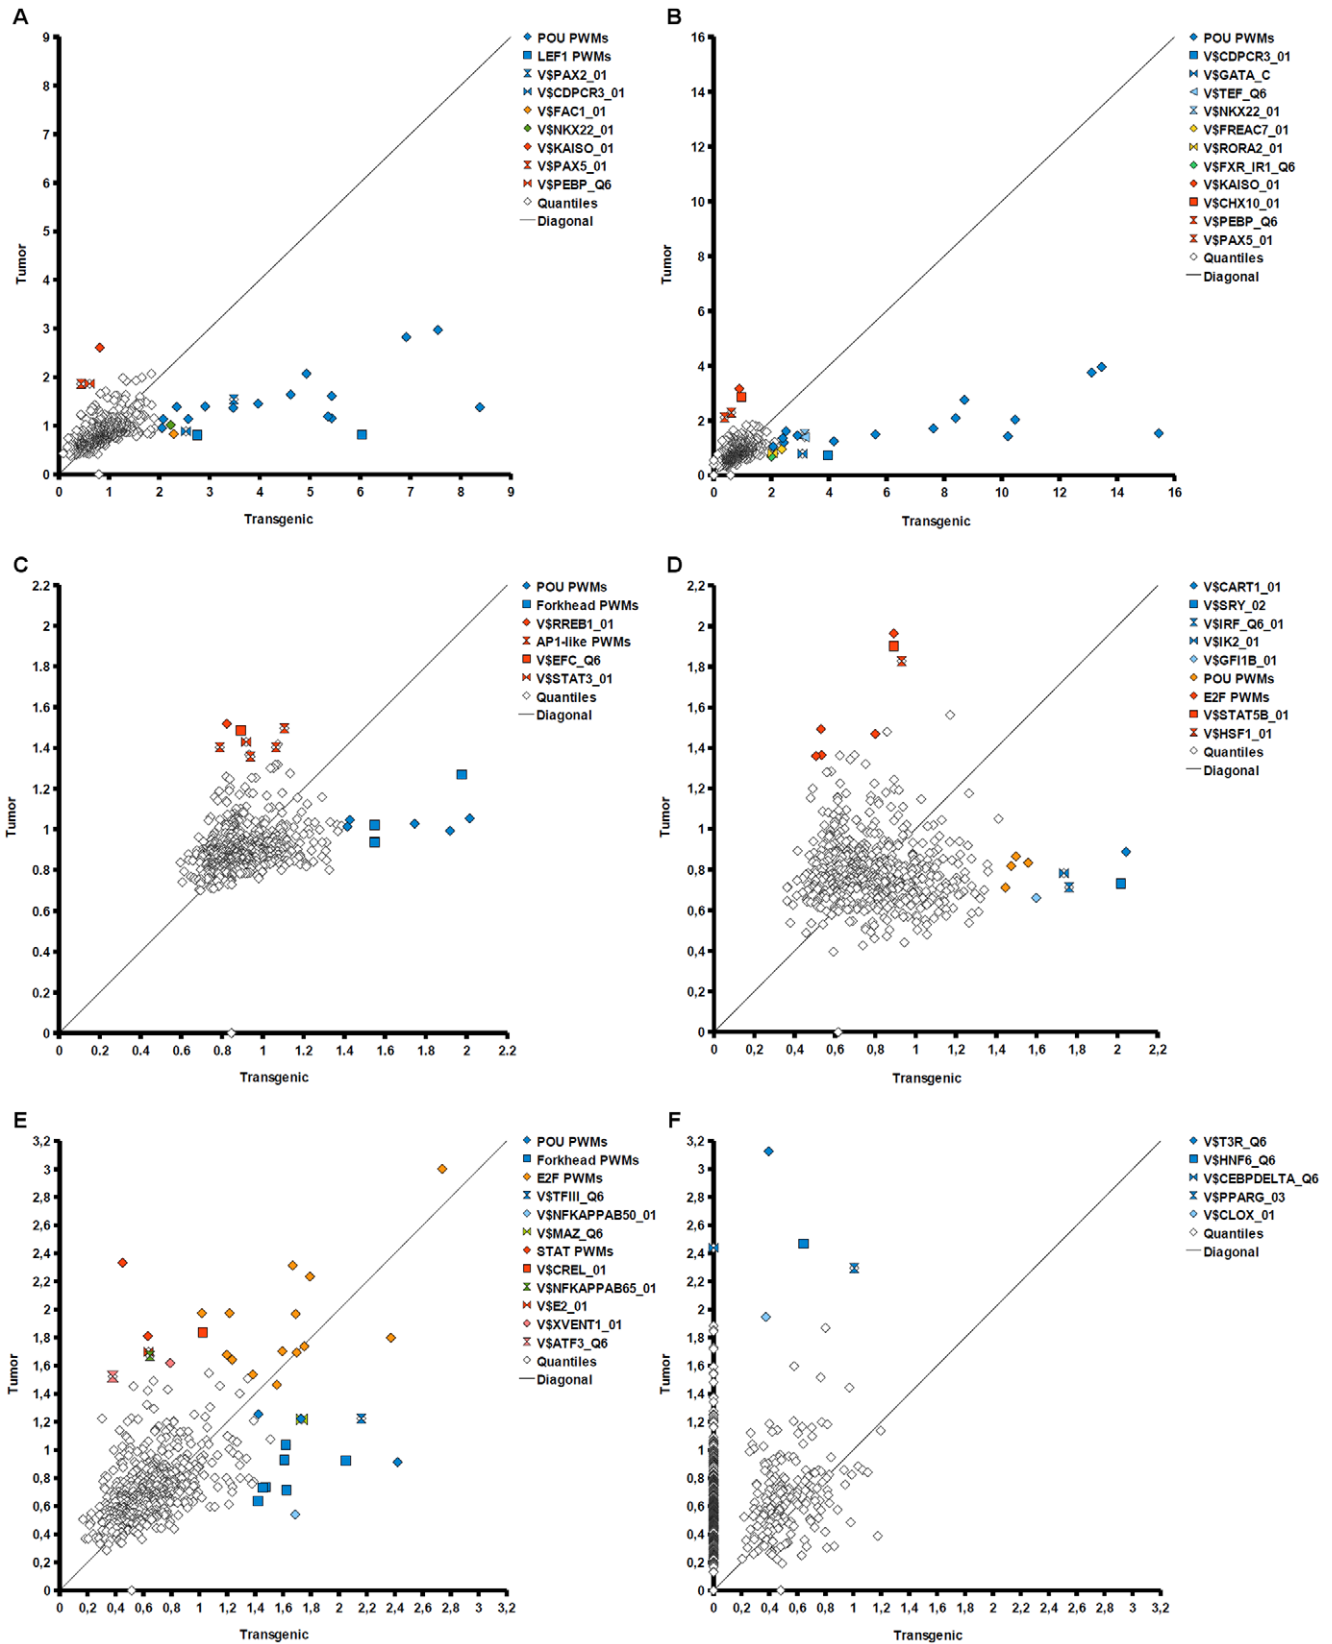 A
9
8
7
6
5
4
3
2
1
0
0 1 2 3 4 5 6 7 8 9
Tumor
Transgenic
POU PWMs
LEF1 PWMs
V$PAX2_01
V$CDPCR3_01
V$FAC1_01
V$NKX22_01
V$KAISO_01
V$PAX5_01
V$PEBP_Q6
Quantiles
Diagonal
B
16
14
12
10
8
6
4
2
0
0 2 4 6 8 10 12 14 16
Tumor
Transgenic
POU PWMs
V$CDPCR3_01
V$GATA_C
V$TEF_Q6
V$NKX22_01
V$FREAC7_01
V$RORA2_01
V$FXR_IR1_Q6
V$KAISO_01
V$CHX10_01
V$PEBP_Q6
V$PAX5_01
Quantiles
Diagonal
C
2.2
2
1.8
1.6
1.4
1.2
1
0.8
0.6
0.4
0.2
0
0 0.2 0.4 0.6 0.8 1 1.2 1.4 1.6 1.8 2 2.2
Tumor
Transgenic
POU PWMs
Forkhead PWMs
V$RREB1_01
AP1-like PWMs
V$EFC_Q6
V$STAT3_01
Quantiles
Diagonal
D
2,2
2
1,8
1,6
1,4
1,2
1
0,8
0,6
0,4
0,2
0
0 0,2 0,4 0,6 0,8 1 1,2 1,4 1,6 1,8 2 2,2
Tumor
Transgenic
V$CART1_01
V$SRY_02
V$IRF_Q6_01
V$IK2_01
V$GFI1B_01
POU PWMs
E2F PWMs
V$STAT5B_01
V$HSF1_01
Quantiles
Diagonal
E
3,2
3
2,8
2,6
2,4
2,2
2
1,8
1,6
1,4
1,2
1
0,8
0,6
0,4
0,2
0
0 0,2 0,4 0,6 0,8 1 1,2 1,4 1,6 1,8 2 2,2 2,4 2,6 2,8 3 3,2
Tumor
Transgenic
POU PWMs
Forkhead PWMs
E2F PWMs
V$TFIII_Q6
V$NFKAPPAB50_01
V$MAZ_Q6
STAT PWMs
V$CREL_01
V$NFKAPPAB65_01
V$E2_01
V$XVENT1_01
V$ATF3_Q6
Quantiles
Diagonal
F
3,2
3
2,8
2,6
2,4
2,2
2
1,8
1,6
1,4
1,2
1
0,8
0,6
0,4
0,2
0
0 0,2 0,4 0,6 0,8 1 1,2 1,4 1,6 1,8 2 2,2 2,4 2,6 2,8 3 3,2
Tumor
Transgenic
V$T3R_Q6
V$HNF6_Q6
V$CEBPDELTA_Q6
V$PPARG_03
V$CLOX_01
Quantiles
Diagonal